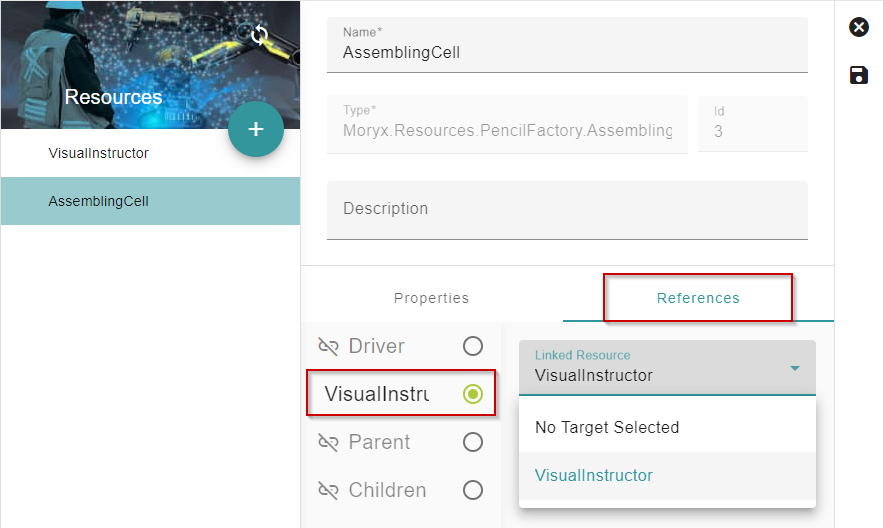 Resources
+
VisualInstructor
AssemblingCell
Name*
AssemblingCell
Type*
Moryx.Resources.PencilFactory.Assembling
Id
3
Description
Properties
References
Driver
VisualInstru
Parent
Children
Linked Resource
VisualInstructor
No Target Selected
VisualInstructor